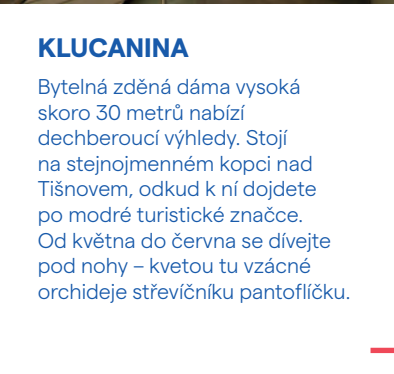 KLUCANINA
Bytelná zděná dáma vysoká
skoro 30 metrů nabízí
dechberoucí výhledy. Stojí
na stejnojmenném kopci nad
Tišnovem, odkud k ní dojdete
po modré turistické značce.
Od května do června se dívejte
pod nohy – kvetou tu vzácné
orchideje střevíčníku pantoflíčku.